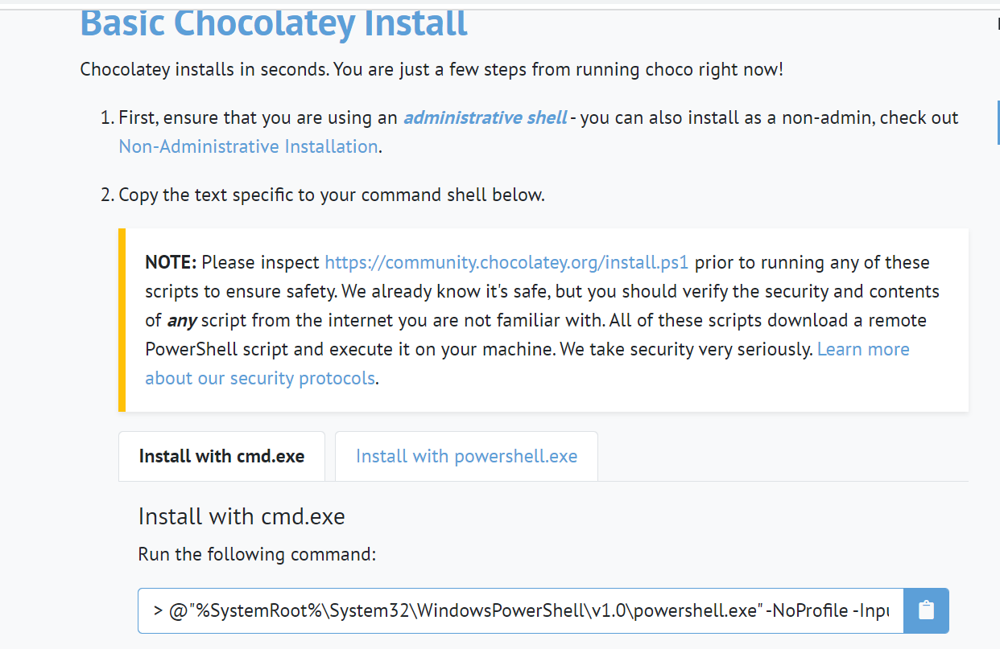 Basic Chocolatey Install
Chocolatey installs in seconds. You are just a few steps from running choco right now!
1. First, ensure that you are using an administrative shell - you can also install as a non-admin, check out
Non-Administrative Installation.
2. Copy the text specific to your command shell below.
NOTE: Please inspect https://community.chocolatey.org/install.ps1 prior to running any of these
scripts to ensure safety. We already know it's safe, but you should verify the security and contents
of any script from the internet you are not familiar with. All of these scripts download a remote
PowerShell script and execute it on your machine. We take security very seriously. Learn more
about our security protocols.
Install with cmd.exe
Install with powershell.exe
Install with cmd.exe
Run the following command:
> @"%SystemRoot%\System32\WindowsPowerShell\v1.0\powershell.exe" -NoProfile